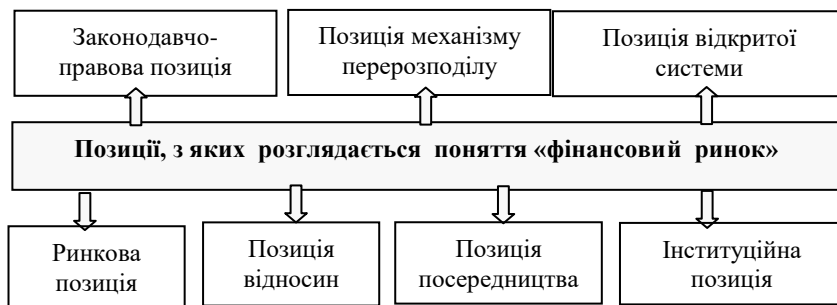 Законодавчо-
правова позиція
Позиція механізму
перерозподілу
Позиція відкритої
системи
Позиції, з яких розглядається поняття «фінансовий ринок»
Ринкова
позиція
Позиція
відносин
Позиція
посередництва
Інституційна
позиція